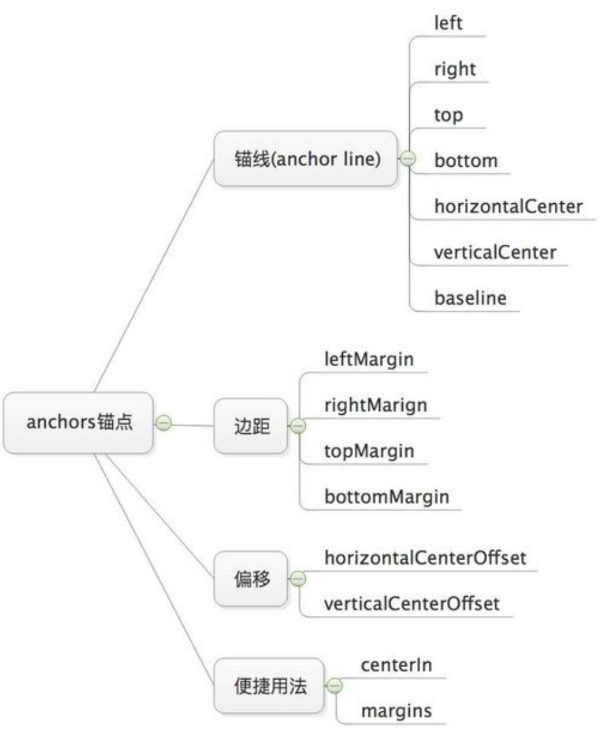 anchors锚点
锚线(anchor line)
left
right
top
bottom
horizontalCenter
verticalCenter
baseline
边距
leftMargin
rightMarign
topMargin
bottomMargin
偏移
horizontalCenterOffset
verticalCenterOffset
便捷用法
centerIn
margins